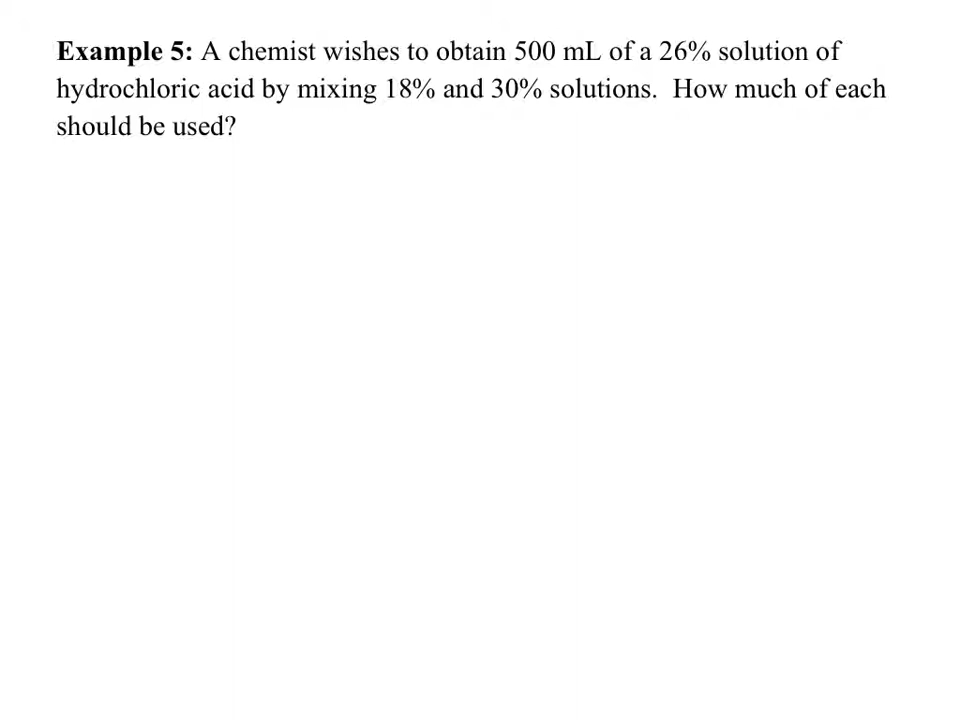 Example 5: A chemist wishes to obtain 500 mL of a 26% solution of
hydrochloric acid by mixing 18% and 30% solutions.  How much of each
should be used?